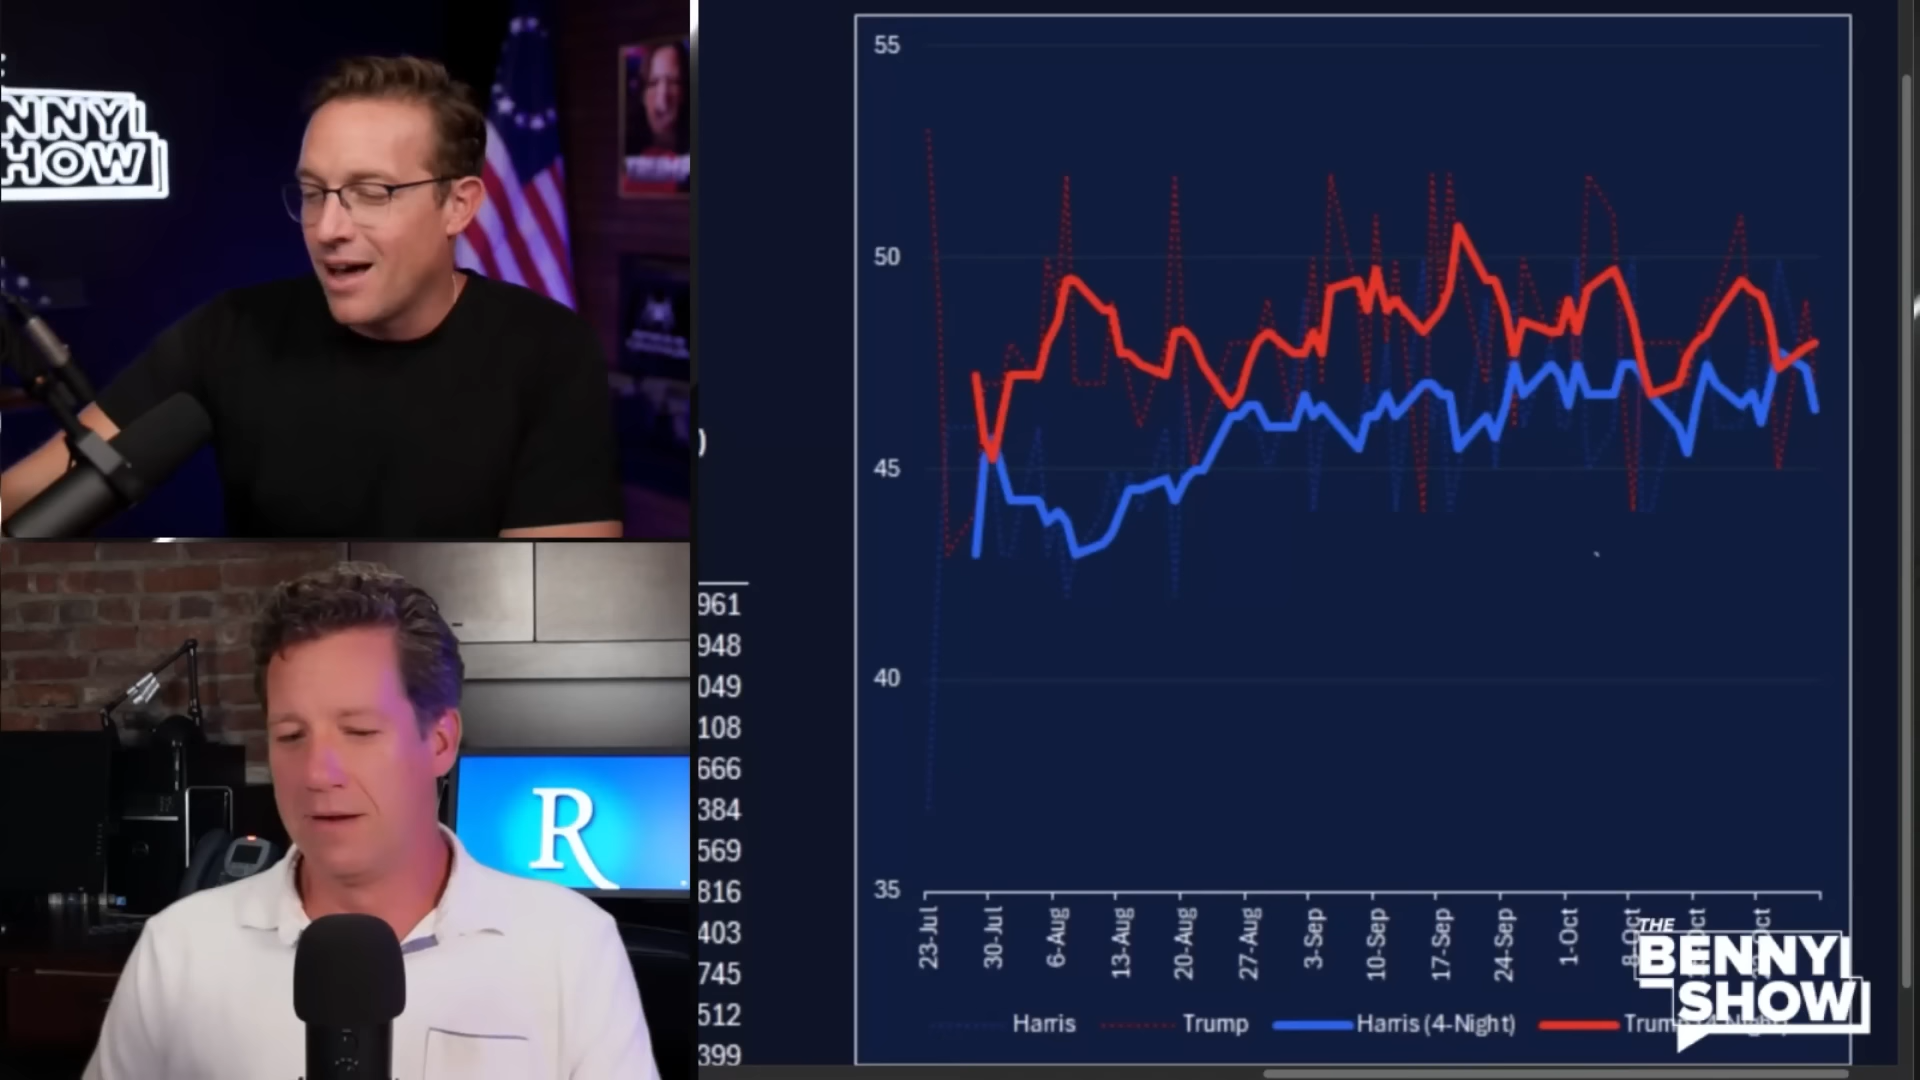 NNY
HOW
TRUMP
R
)
961
948
049
108
666
384
569
816
403
745
512
399
55
50
45
40
35
23-Jul
30-Jul
6-Aug
13-Aug
20-Aug
27-Aug
3-Sep
10-Sep
17-Sep
24-Sep
1-Oct
Harris
Trump
Harris (4-Night)
THE
BENNY
SHOW